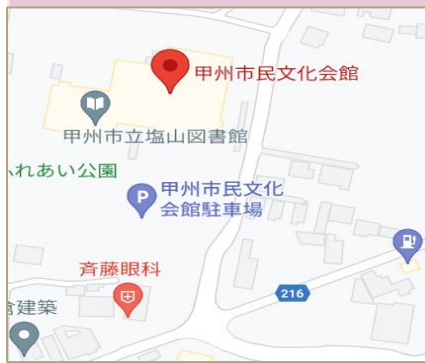 甲州市民文化会館
甲州市立塩山図書館
れあい公園
P
甲州市民文化
会館駐車場
斉藤眼科
216
建築